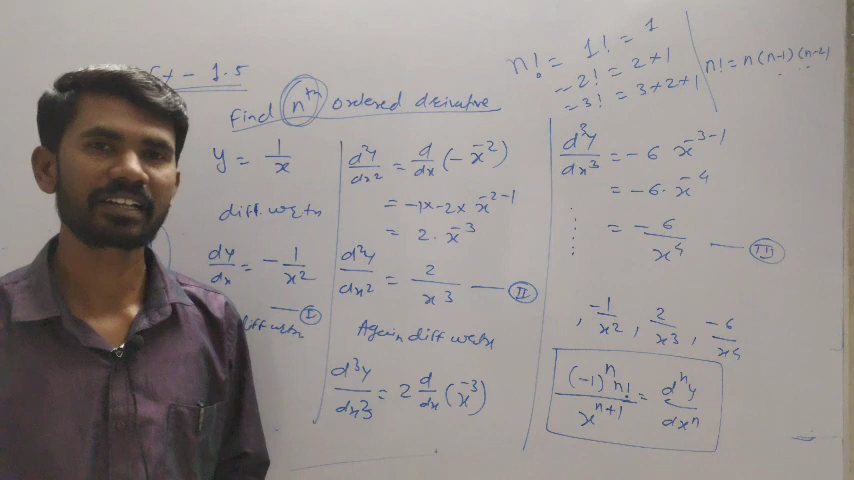 Ex - 1.5
Find nth ordered derivative
y = 1/x
diff. w.r.t x
dy/dx = - 1/x² — I
diff w.r.t x
d²y/dx² = d/dx (- x⁻²)
= -1 × -2 × x⁻²⁻¹
= 2 . x⁻³
d²y/dx² = 2/x³ — II
Again diff w.r.t x
d³y/dx³ = 2 d/dx (x⁻³)
n! = 1! = 1
- 2! = 2 × 1
= 3! = 3 × 2 × 1
n! = n (n-1) (n-2) ...
d³y/dx³ = - 6 x⁻³⁻¹
= - 6 . x⁻⁴
= - 6/x⁴ — III
, -1/x² , 2/x³ , -6/x⁴
(-1)ⁿ n!/xⁿ⁺¹ = dⁿy/dxⁿ